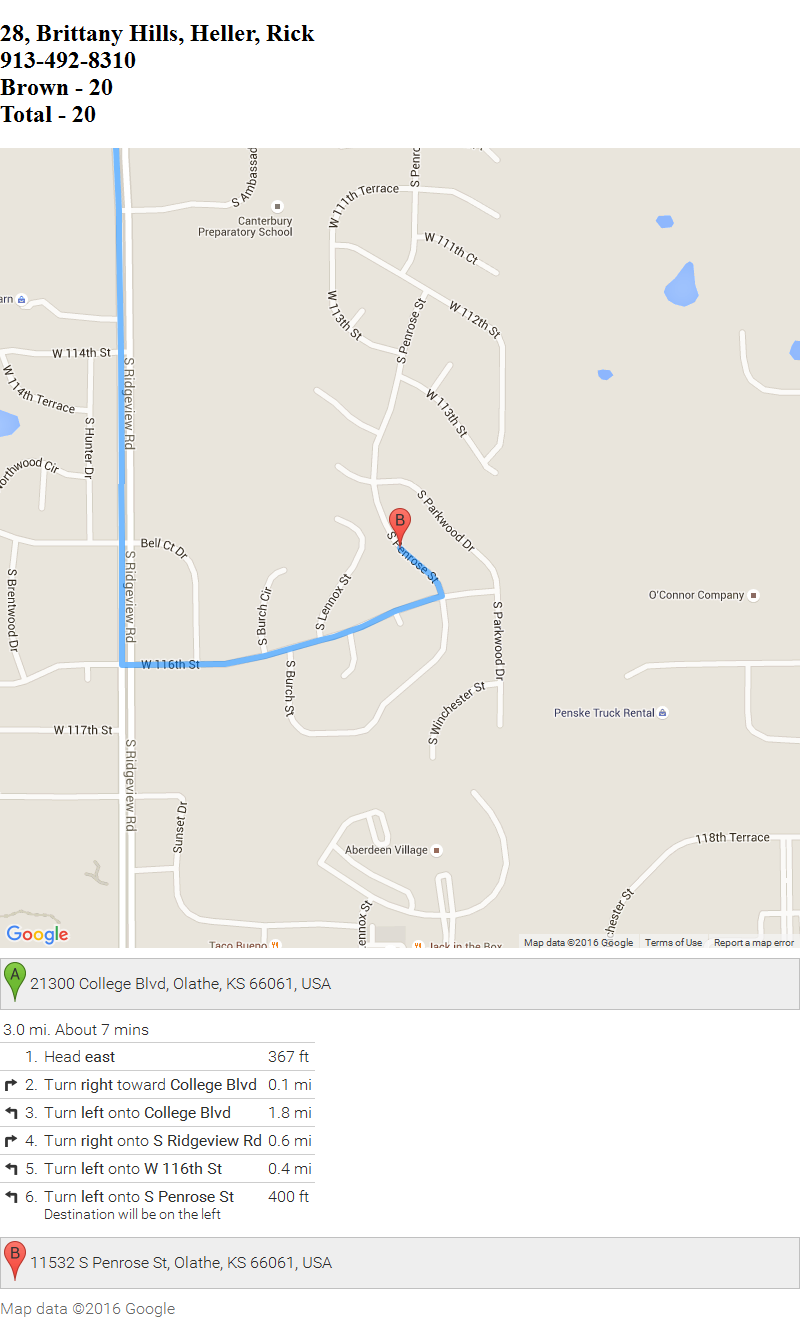 28, Brittany Hills, Heller, Rick
913-492-8310
Brown - 20
Total - 20
S Ambassad
S Penro
W 111th Terrace
Canterbury
Preparatory School
W 111th Ct
arn
W 113th St
W 112th St
S Penrose St
W 114th St
S Ridgeview Rd
W 114th Terrace
W 113th St
S Hunter Dr
orthwood Cir
S Parkwood Dr
B
Bell Ct Dr
S Penrose St
S Ridgeview Rd
S Brentwood Dr
S Burch Cir
S Lennox St
O'Connor Company
S Parkwood Dr
W 116th St
S Burch St
S Winchester St
Penske Truck Rental
W 117th St
S Ridgeview Rd
Sunset Dr
118th Terrace
Aberdeen Village
chester St
ennox St
Google
Taco Bueno
Jack in the Box
Map data ©2016 Google Terms of Use Report a map error
A 21300 College Blvd, Olathe, KS 66061, USA
3.0 mi. About 7 mins
1. Head east 367 ft
2. Turn right toward College Blvd 0.1 mi
3. Turn left onto College Blvd 1.8 mi
4. Turn right onto S Ridgeview Rd 0.6 mi
5. Turn left onto W 116th St 0.4 mi
6. Turn left onto S Penrose St 400 ft
Destination will be on the left
B 11532 S Penrose St, Olathe, KS 66061, USA
Map data ©2016 Google